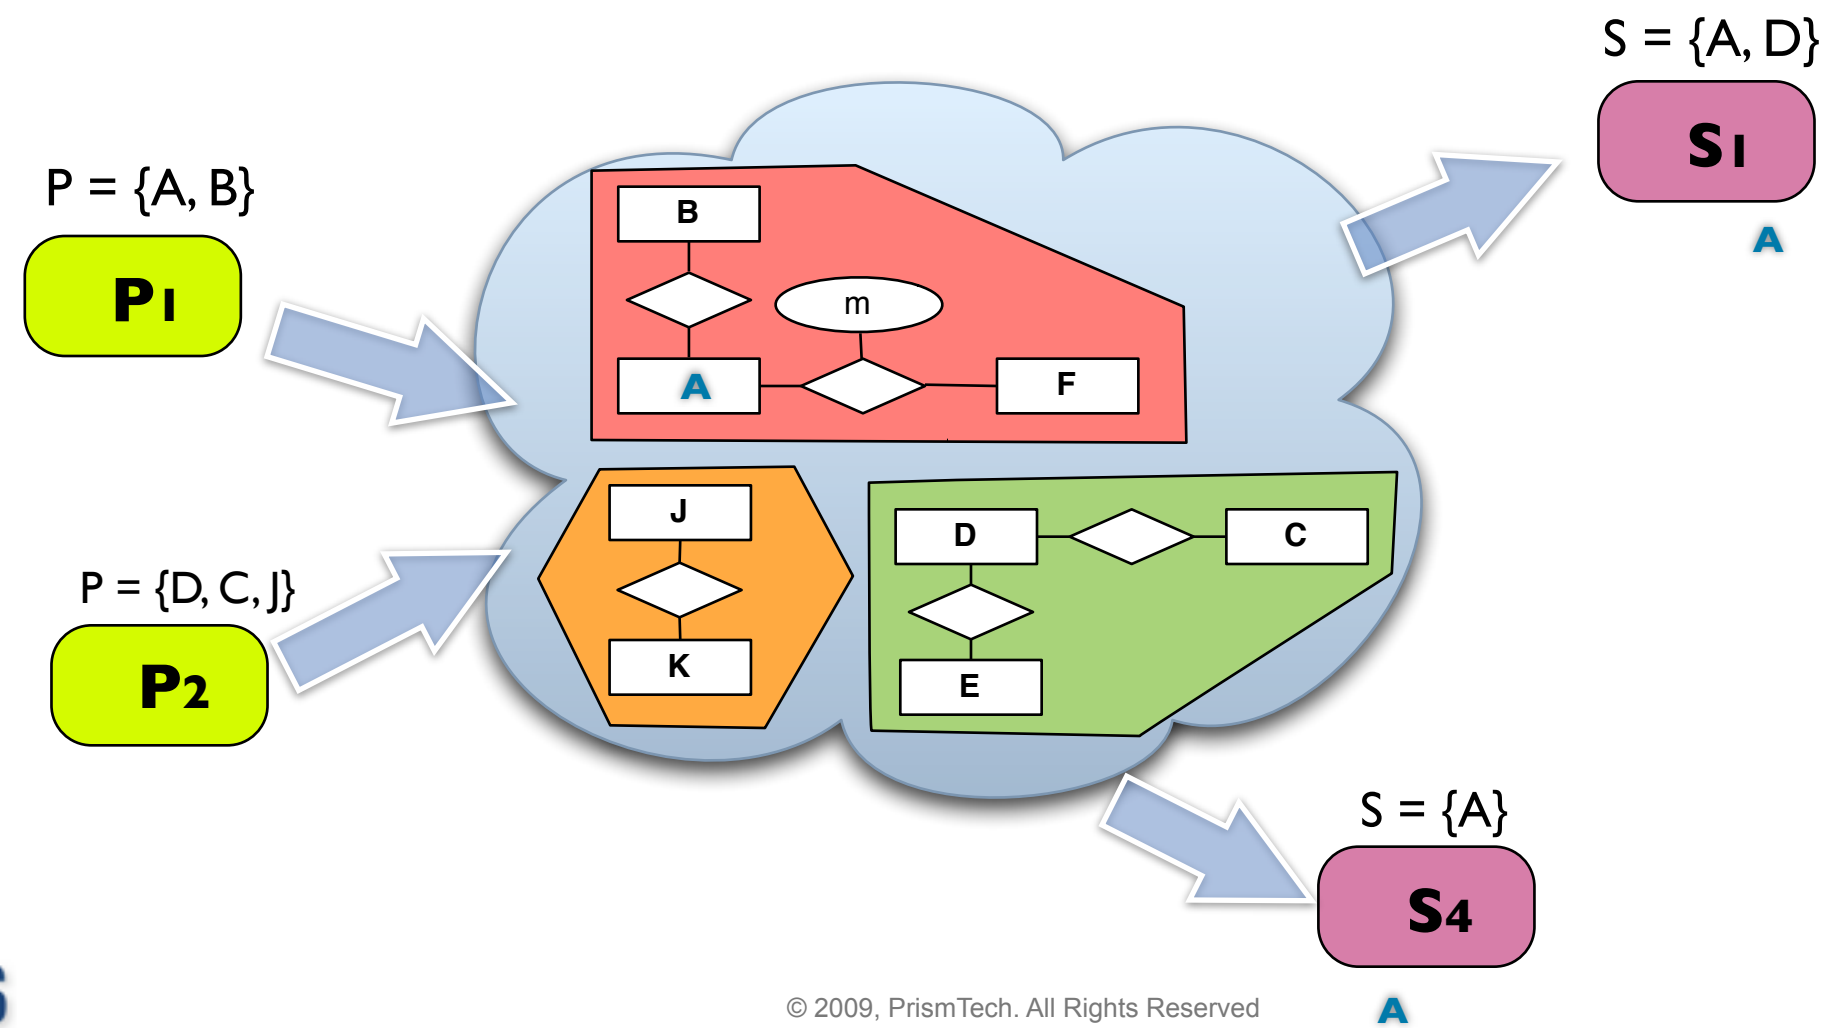 S = {A, D}
S1
A
P = {A, B}
P1
B
m
A
F
P = {D, C, J}
P2
J
K
D
C
E
S = {A}
S4
A
© 2009, PrismTech. All Rights Reserved